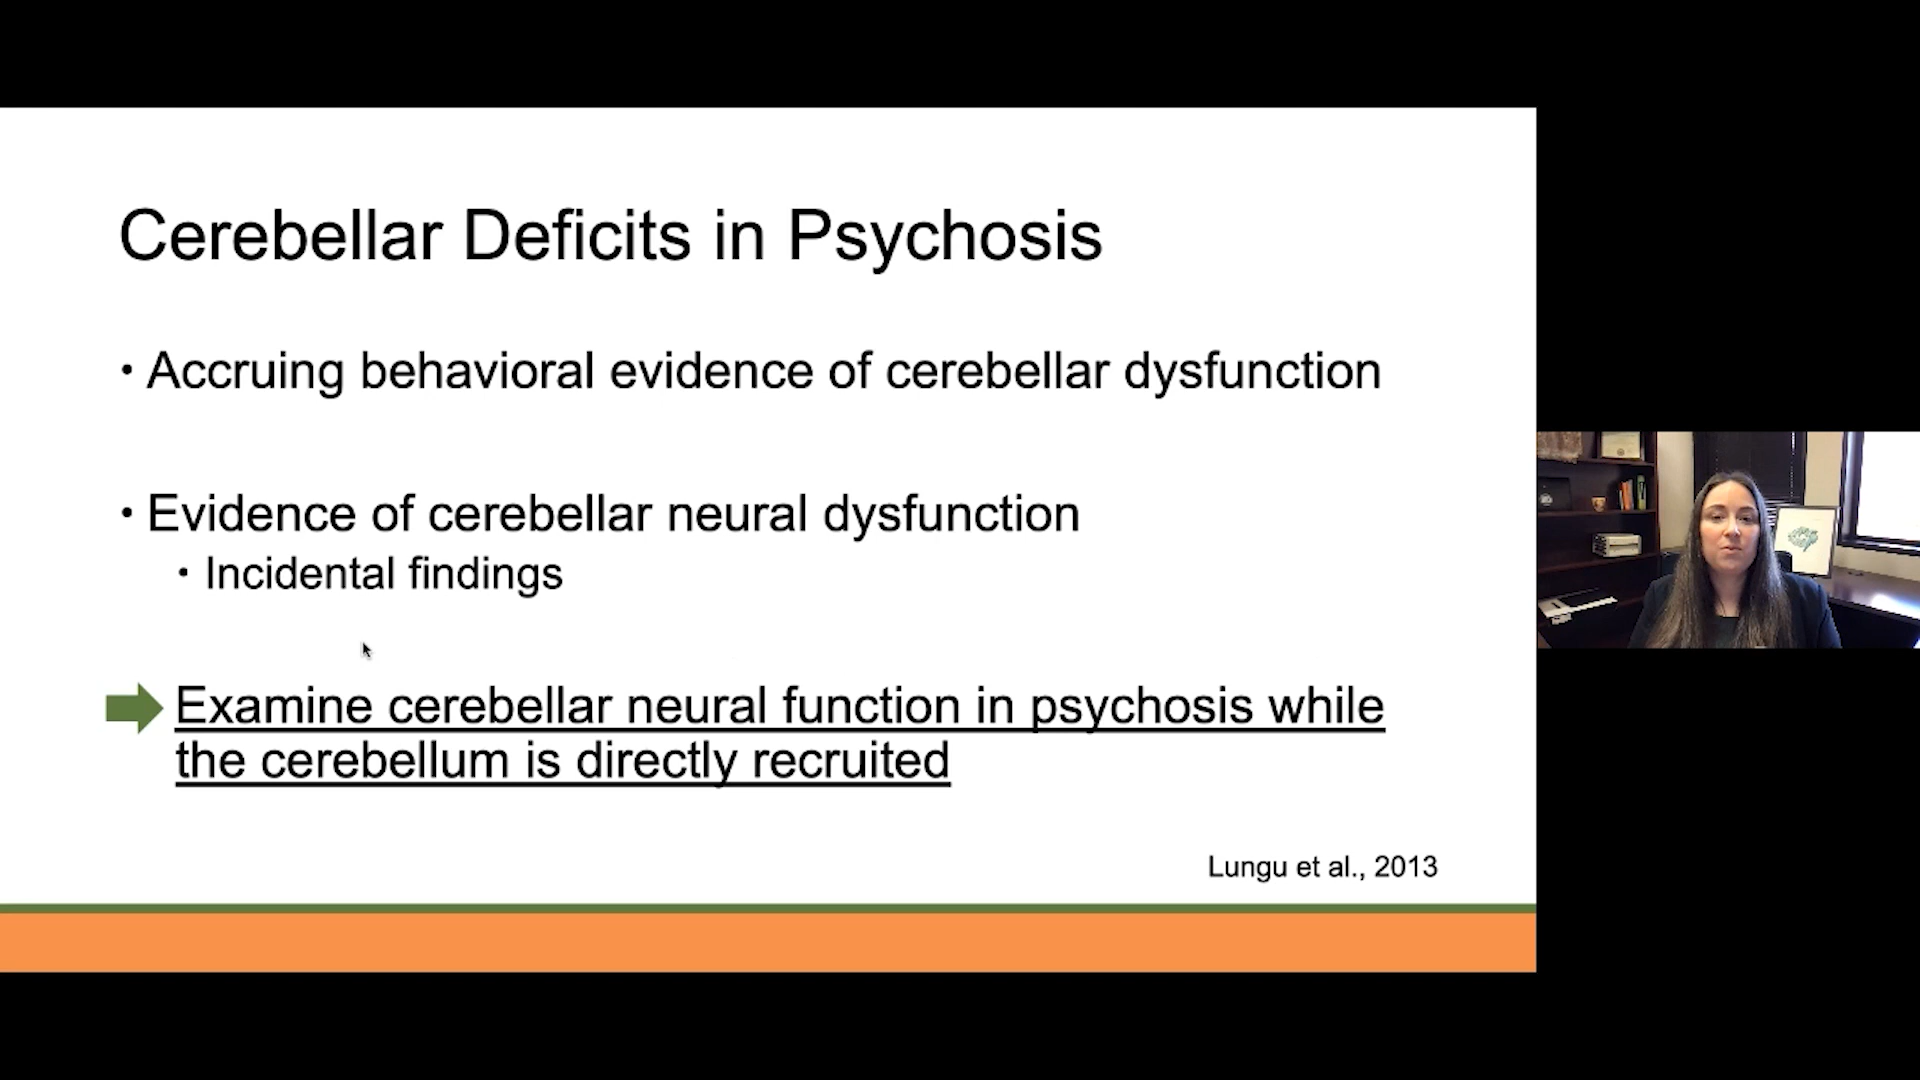 Cerebellar Deficits in Psychosis
• Accruing behavioral evidence of cerebellar dysfunction
• Evidence of cerebellar neural dysfunction
• Incidental findings
Examine cerebellar neural function in psychosis while
the cerebellum is directly recruited
Lungu et al., 2013